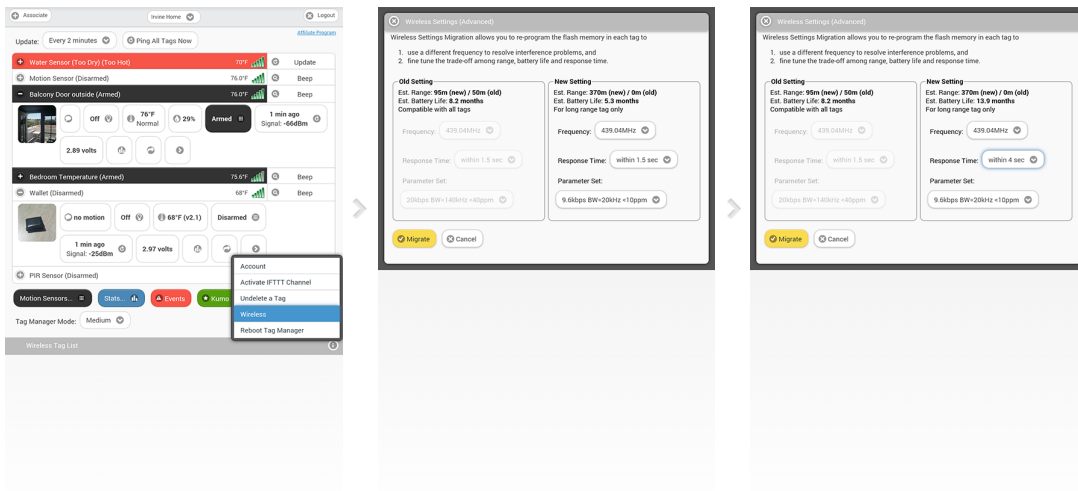 Associate
Irvine Home
Logout
Affiliate Program
Update: Every 2 minutes Ping All Tags Now
Water Sensor (Too Dry) (Too Hot) 70°F Update
Motion Sensor (Disarmed) 76.0°F Beep
Balcony Door outside (Armed) 76.0°F Beep
Off 76°F Normal 29% Armed 1 min ago Signal: -66dBm
2.89 volts
Bedroom Temperature (Armed) 75.6°F Beep
Wallet (Disarmed) 68°F Beep
no motion Off 68°F (v2.1) Disarmed
1 min ago Signal: -25dBm 2.97 volts
PIR Sensor (Disarmed)
Motion Sensors... Stats... Events Kumo
Tag Manager Mode: Medium
Account
Activate IFTTT Channel
Undelete a Tag
Wireless
Reboot Tag Manager
Wireless Tag List
Wireless Settings (Advanced)
Wireless Settings Migration allows you to re-program the flash memory in each tag to
1. use a different frequency to resolve interference problems, and
2. fine tune the trade-off among range, battery life and response time.
Old Setting
Est. Range: 95m (new) / 50m (old)
Est. Battery Life: 8.2 months
Compatible with all tags
Frequency: 439.04MHz
Response Time: within 1.5 sec
Parameter Set:
20kbps BW=140kHz <40ppm
New Setting
Est. Range: 370m (new) / 0m (old)
Est. Battery Life: 5.3 months
For long range tag only
Frequency: 439.04MHz
Response Time: within 1.5 sec
Parameter Set:
9.6kbps BW=20kHz <10ppm
Migrate Cancel
Wireless Settings (Advanced)
Wireless Settings Migration allows you to re-program the flash memory in each tag to
1. use a different frequency to resolve interference problems, and
2. fine tune the trade-off among range, battery life and response time.
Old Setting
Est. Range: 95m (new) / 50m (old)
Est. Battery Life: 8.2 months
Compatible with all tags
Frequency: 439.04MHz
Response Time: within 1.5 sec
Parameter Set:
20kbps BW=140kHz <40ppm
New Setting
Est. Range: 370m (new) / 0m (old)
Est. Battery Life: 13.9 months
For long range tag only
Frequency: 439.04MHz
Response Time: within 4 sec
Parameter Set:
9.6kbps BW=20kHz <10ppm
Migrate Cancel